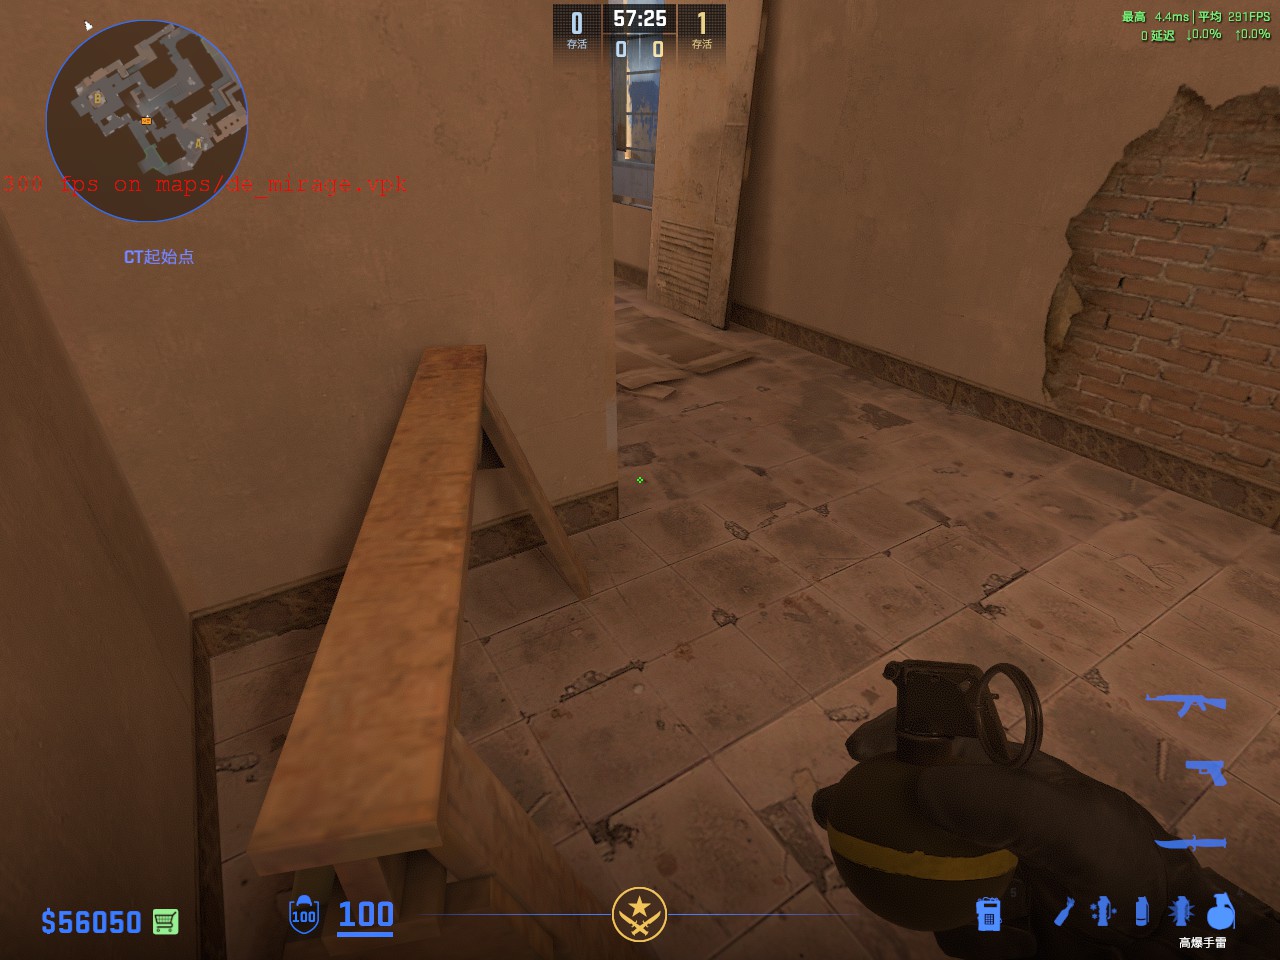 0 57:25 1
存活 0 0 存活
最高 4.4ms | 平均 291FPS
0 延迟 ↓0.0% ↑0.0%
B
A
300 fps on maps/de_mirage.vpk
CT起始点
$56050
100
100
5
高爆手雷